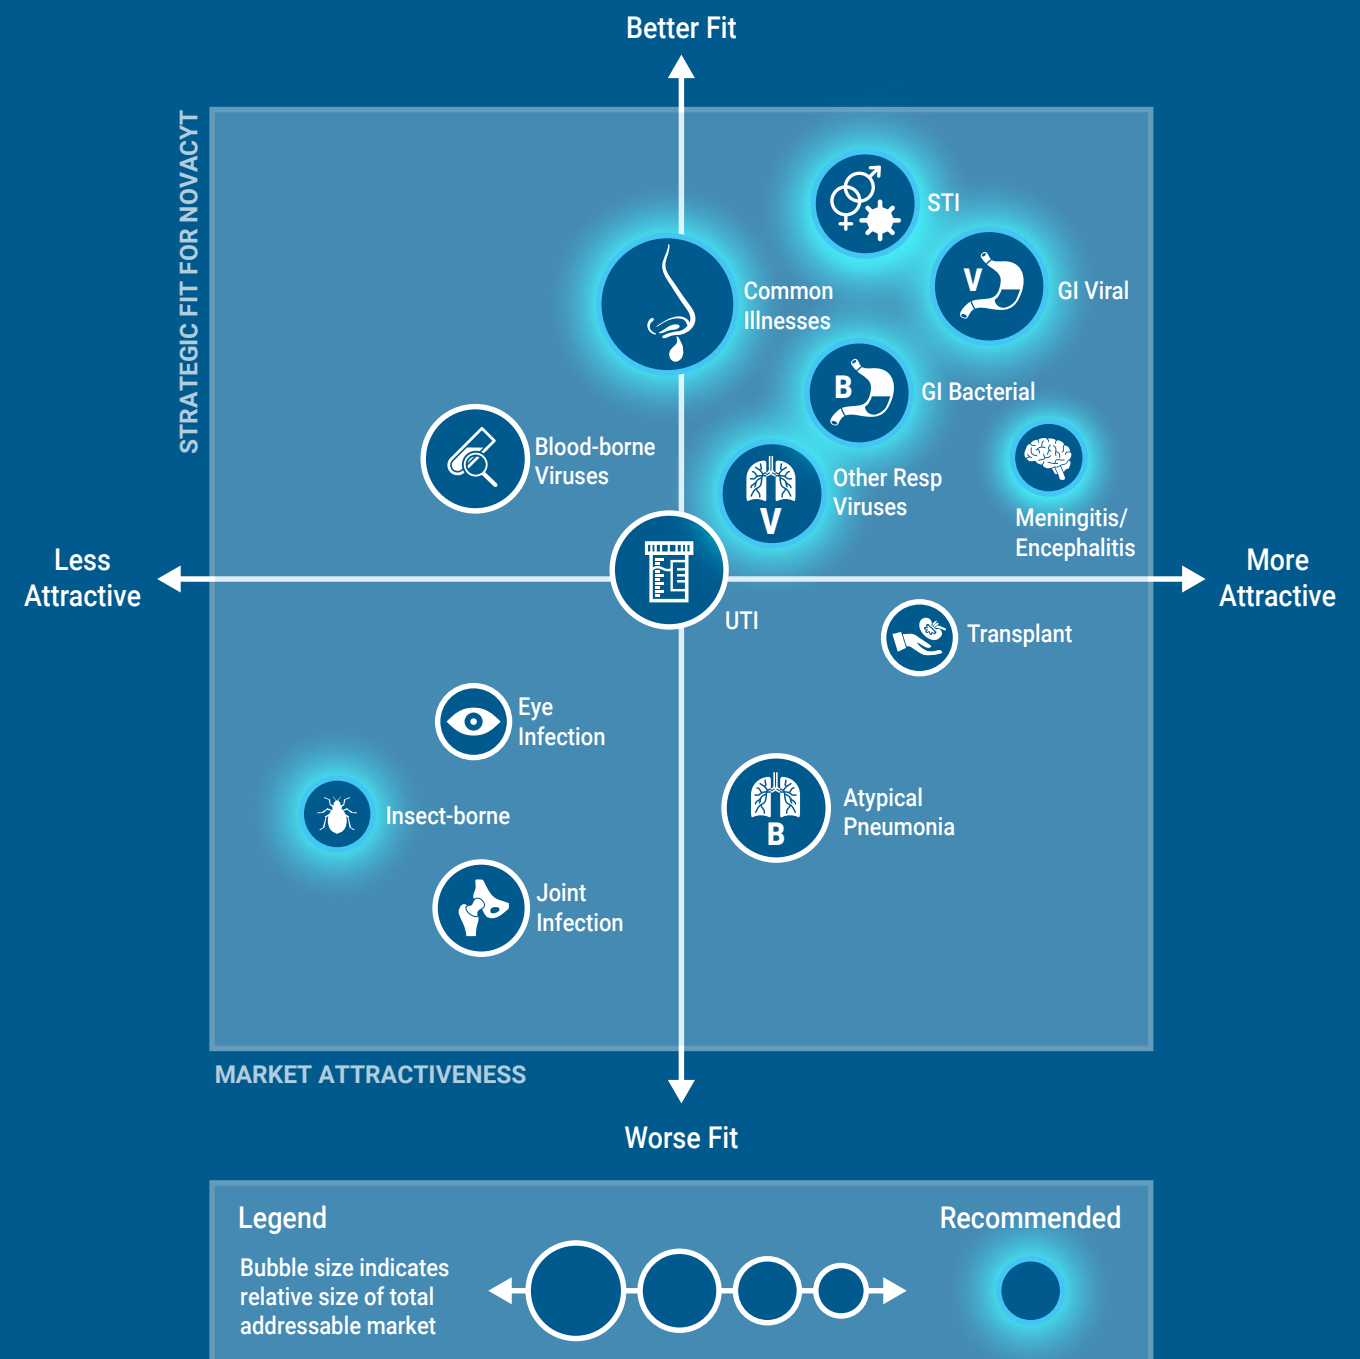 Better Fit
STRATEGIC FIT FOR NOVACYT
STI
GI Viral
Common
Illnesses
V
B
GI Bacterial
Blood-borne
Viruses
Other Resp
Viruses
V
Meningitis/
Encephalitis
Less
Attractive
More
Attractive
UTI
Transplant
Eye
Infection
Insect-borne
Atypical
Pneumonia
B
Joint
Infection
MARKET ATTRACTIVENESS
Worse Fit
Legend
Recommended
Bubble size indicates
relative size of total
addressable market